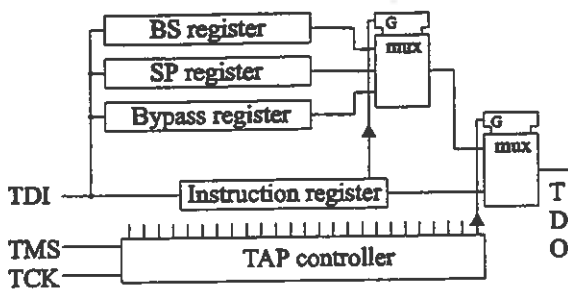 BS register
G
mux
SP register
Bypass register
G
mux
TDI
Instruction register
T
D
O
TMS
TCK
TAP controller